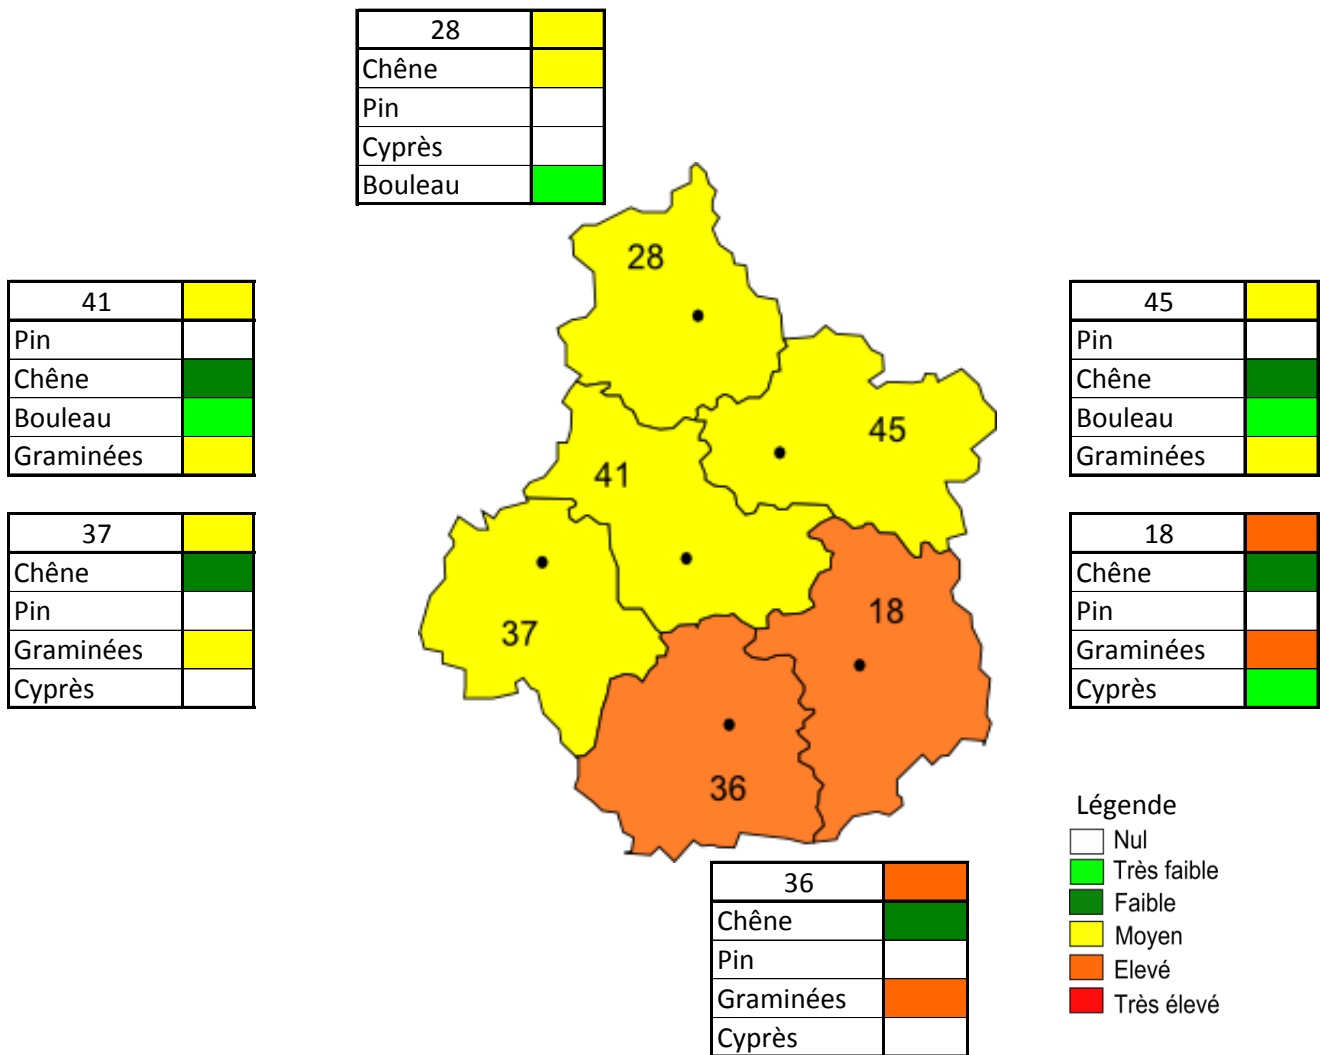 28
Chêne
Pin
Cyprès
Bouleau
41
Pin
Chêne
Bouleau
Graminées
37
Chêne
Pin
Graminées
Cyprès
28
45
41
37
18
36
45
Pin
Chêne
Bouleau
Graminées
18
Chêne
Pin
Graminées
Cyprès
36
Chêne
Pin
Graminées
Cyprès
Légende
Nul
Très faible
Faible
Moyen
Elevé
Très élevé